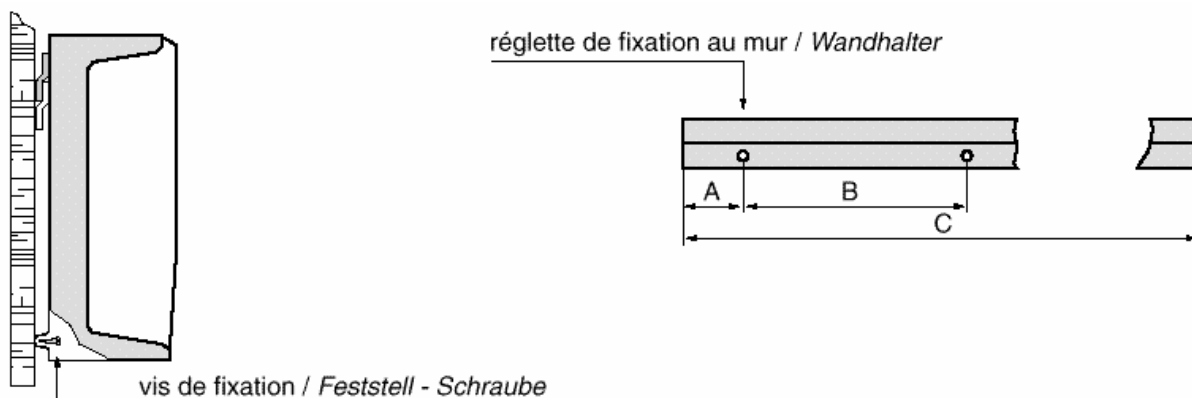 réglette de fixation au mur / Wandhalter
A
B
C
vis de fixation / Feststell - Schraube